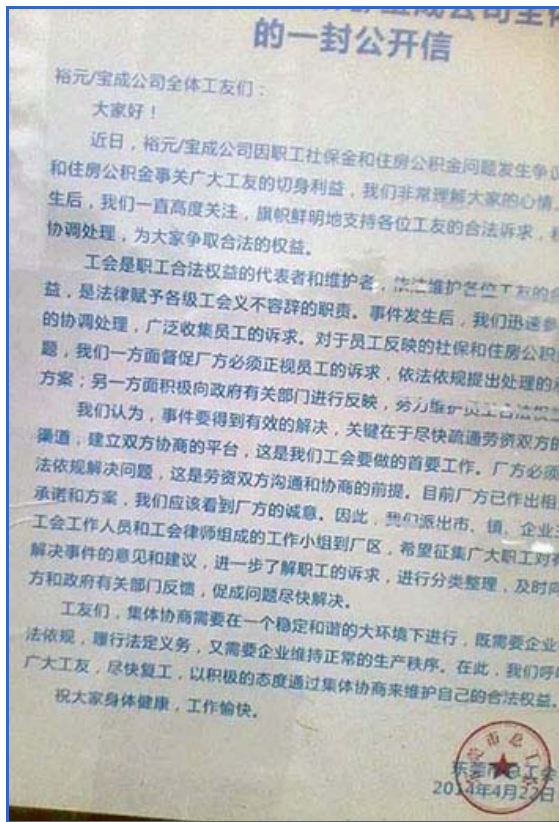 宝成公司全体
的一封公开信
裕元/宝成公司全体工友们：
大家好！
近日，裕元/宝成公司因职工社保金和住房公积金问题发生争议
和住房公积金事关广大工友的切身利益，我们非常理解大家的心情。
生后，我们一直高度关注，旗帜鲜明地支持各位工友的合法诉求，
协调处理，为大家争取合法的权益。
工会是职工合法权益的代表者和维护者，依法维护各位工友的合
益，是法律赋予各级工会义不容辞的职责。事件发生后，我们迅速
的协调处理，广泛收集员工的诉求。对于员工反映的社保和住房公积
题，我们一方面督促厂方必须正视员工的诉求，依法依规提出处理的
方案；另一方面积极向政府有关部门进行反映，努力维护员工合法权
我们认为，事件要得到有效的解决，关键在于尽快疏通劳资双方的
渠道，建立双方协商的平台，这是我们工会要做的首要工作。厂方必须
法依规解决问题，这是劳资双方沟通和协商的前提。目前厂方已作出相
承诺和方案，我们应该看到厂方的诚意。因此，我们派出市、镇、企业
工会工作人员和工会律师组成的工作小组到厂区，希望征集广大职工对有
解决事件的意见和建议，进一步了解职工的诉求，进行分类整理，及时向
方和政府有关部门反馈，促成问题尽快解决。
工友们，集体协商需要在一个稳定和谐的大环境下进行，既需要企业
法依规，履行法定义务，又需要企业维持正常的生产秩序。在此，我们呼
广大工友，尽快复工，以积极的态度通过集体协商来维护自己的合法权益。
祝大家身体健康，工作愉快。
东莞市总工会
2014年4月22日